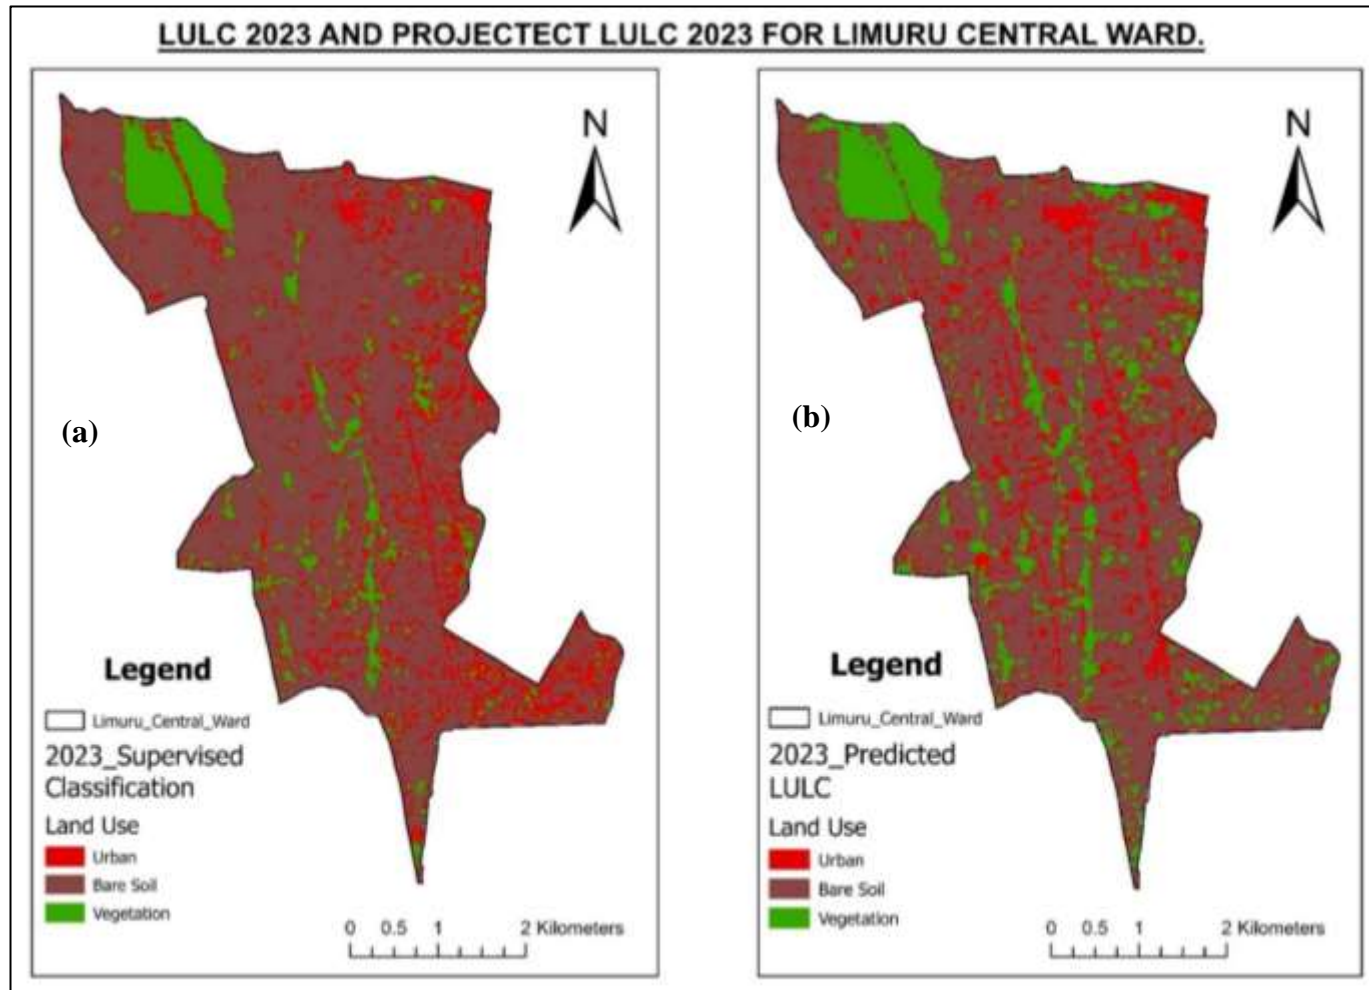 LULC 2023 AND PROJECTECT LULC 2023 FOR LIMURU CENTRAL WARD.
N
(a)
Legend
Limuru_Central_Ward
2023_Supervised
Classification
Land Use
Urban
Bare Soil
Vegetation
0 0.5 1 2 Kilometers
N
(b)
Legend
Limuru_Central_Ward
2023_Predicted
LULC
Land Use
Urban
Bare Soil
Vegetation
0 0.5 1 2 Kilometers